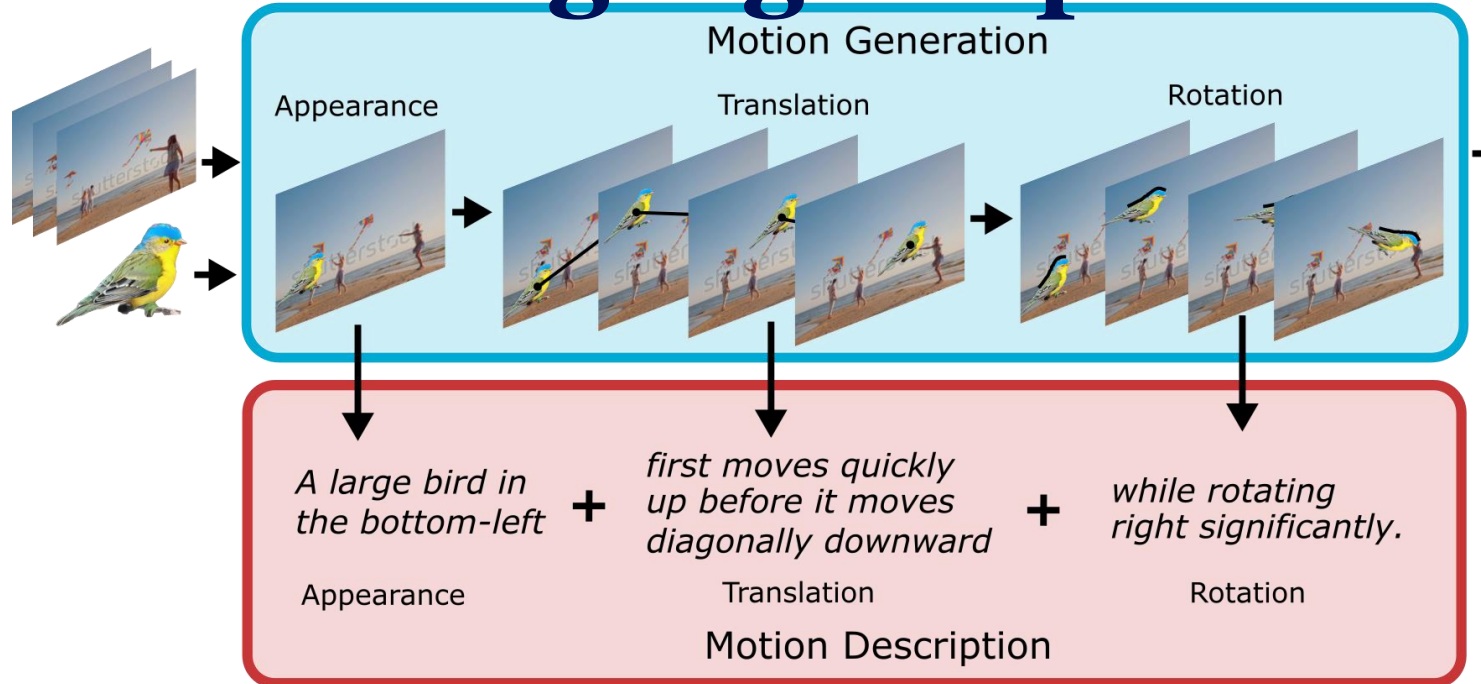 Motion Generation
Appearance
Translation
Rotation
shutterstock
A large bird in
the bottom-left
+
first moves quickly
up before it moves
diagonally downward
+
while rotating
right significantly.
Appearance
Translation
Rotation
Motion Description